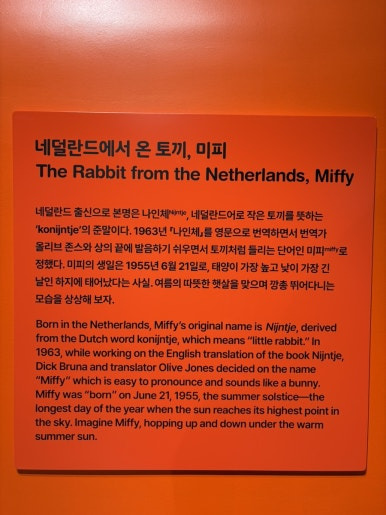 네덜란드에서 온 토끼, 미피
The Rabbit from the Netherlands, Miffy
네덜란드 출신으로 본명은 나인체Nijntje, 네덜란드어로 작은 토끼를 뜻하는
'konijntje'의 준말이다. 1963년 『나인체』를 영문으로 번역하면서 번역가
올리브 존스와 상의 끝에 발음하기 쉬우면서 토끼처럼 들리는 단어인 미피miffy로
정했다. 미피의 생일은 1955년 6월 21일로, 태양이 가장 높고 낮이 가장 긴
날인 하지에 태어났다는 사실. 여름의 따뜻한 햇살을 맞으며 깡총 뛰어다니는
모습을 상상해 보자.
Born in the Netherlands, Miffy's original name is Nijntje, derived
from the Dutch word konijntje, which means "little rabbit." In
1963, while working on the English translation of the book Nijntje,
Dick Bruna and translator Olive Jones decided on the name
"Miffy" which is easy to pronounce and sounds like a bunny.
Miffy was "born" on June 21, 1955, the summer solstice—the
longest day of the year when the sun reaches its highest point in
the sky. Imagine Miffy, hopping up and down under the warm
summer sun.